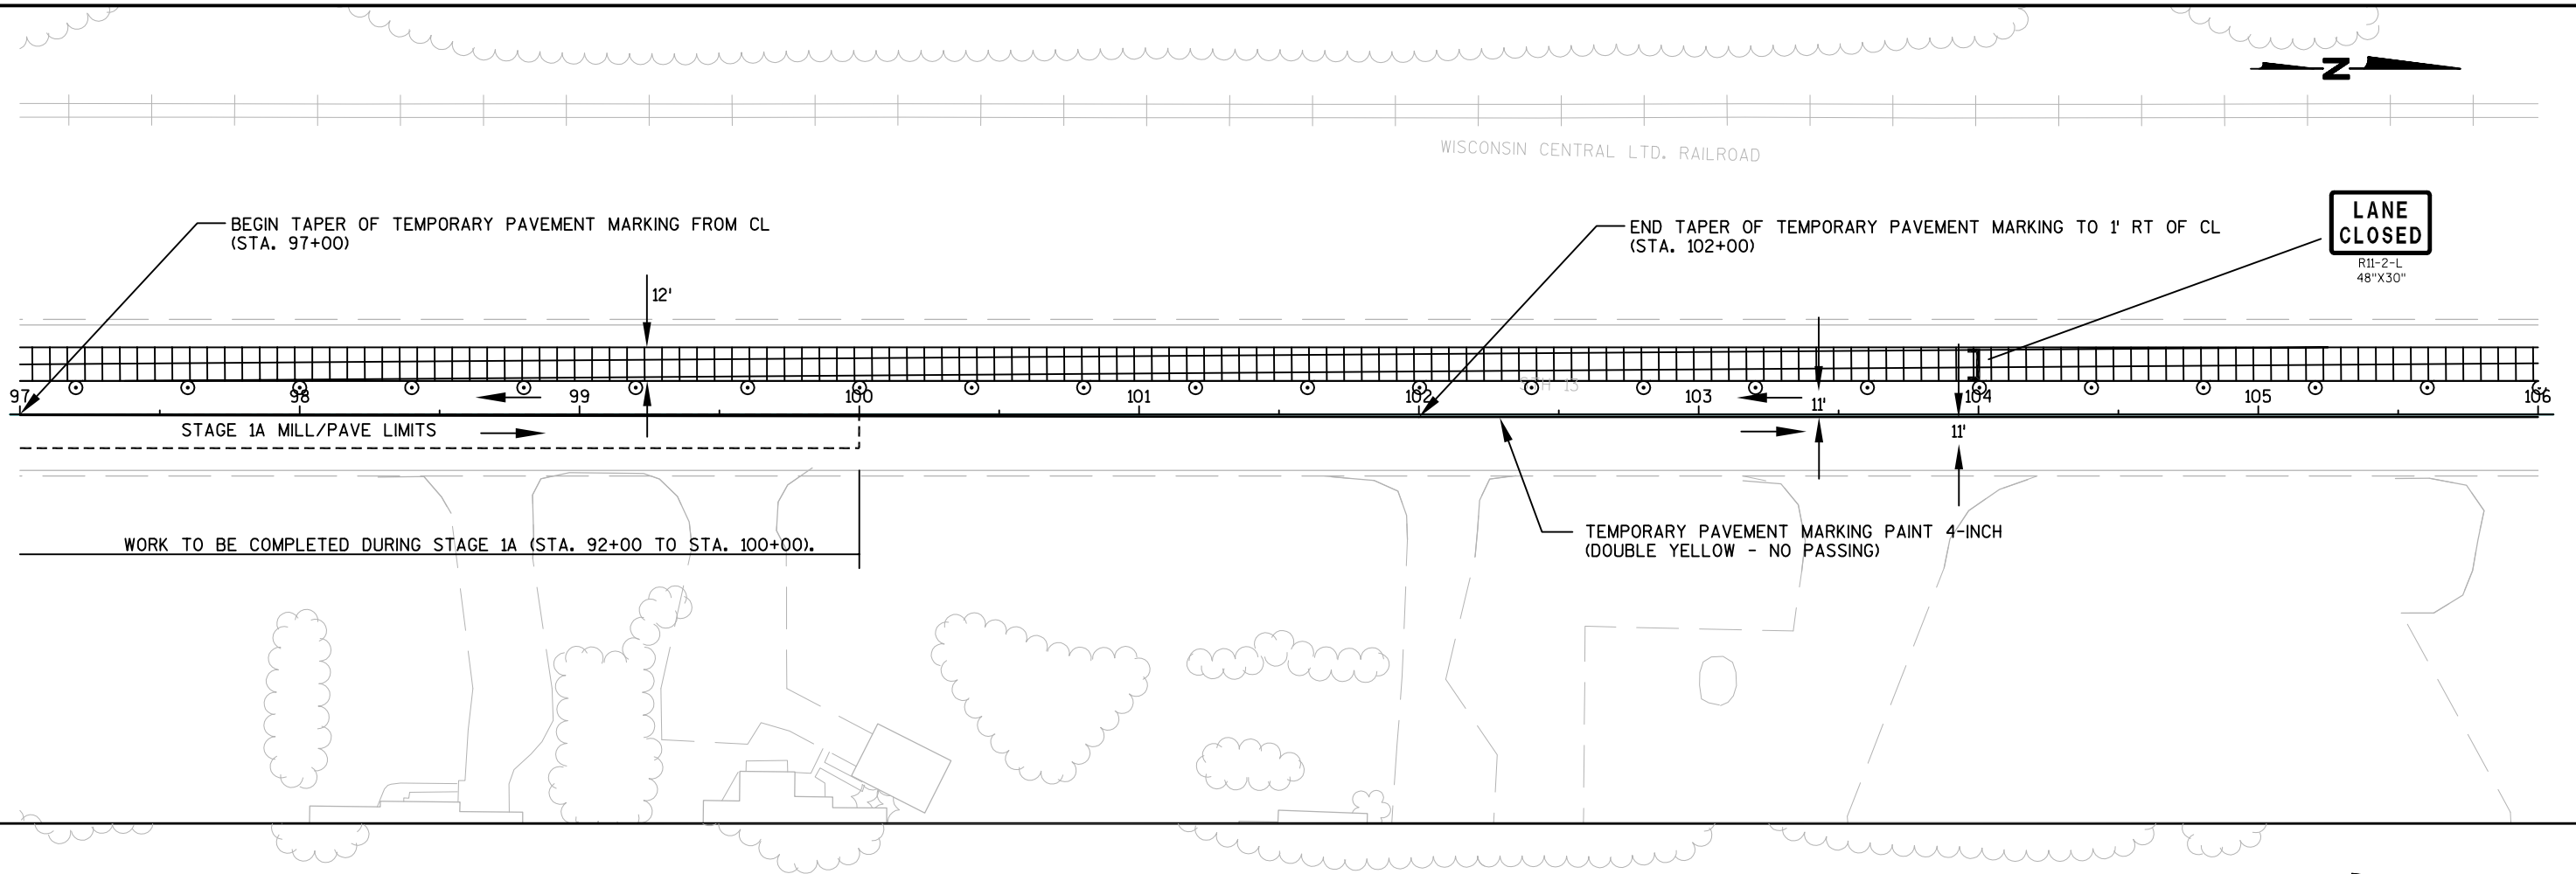 N
WISCONSIN CENTRAL LTD. RAILROAD
LANE
CLOSED
R11-2-L
48"X30"
BEGIN TAPER OF TEMPORARY PAVEMENT MARKING FROM CL
(STA. 97+00)
END TAPER OF TEMPORARY PAVEMENT MARKING TO 1' RT OF CL
(STA. 102+00)
12'
STH 13
97 98 99 100 101 102 103 104 105 106
11'
11'
STAGE 1A MILL/PAVE LIMITS
WORK TO BE COMPLETED DURING STAGE 1A (STA. 92+00 TO STA. 100+00).
TEMPORARY PAVEMENT MARKING PAINT 4-INCH
(DOUBLE YELLOW - NO PASSING)